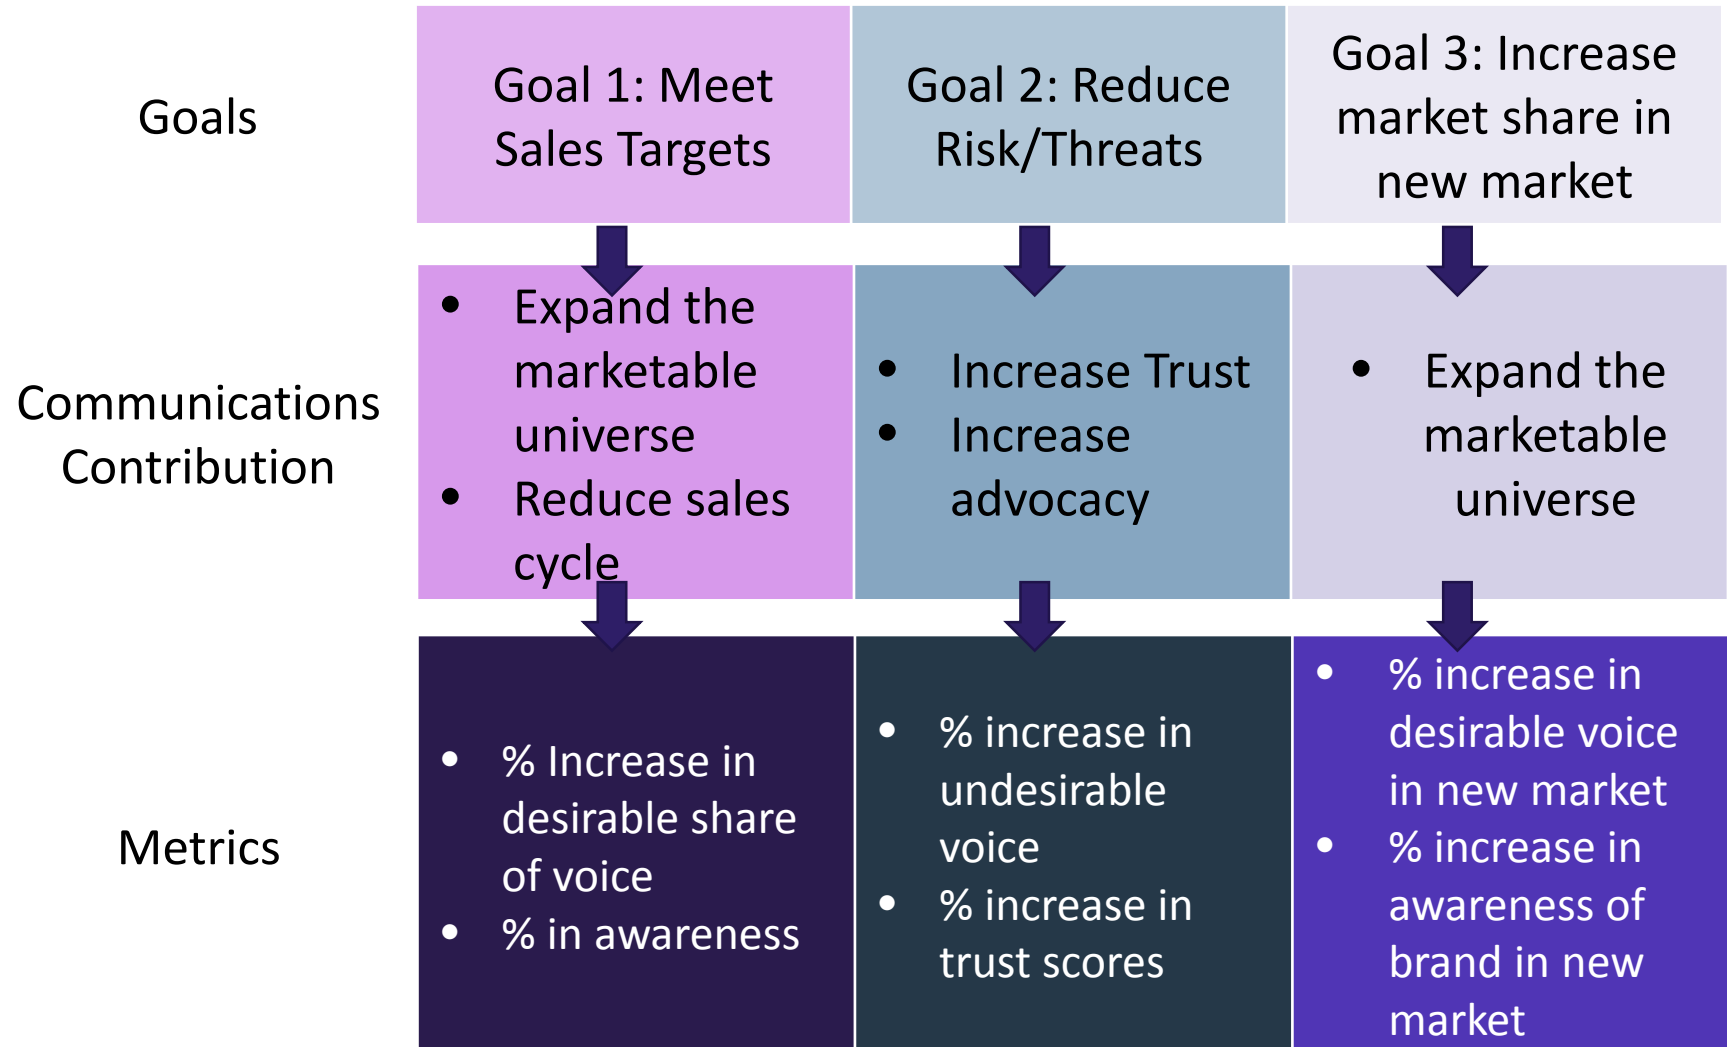 Goals
Goal 1: Meet
Sales Targets
Goal 2: Reduce
Risk/Threats
Goal 3: Increase
market share in
new market
Communications
Contribution
• Expand the
marketable
universe
• Reduce sales
cycle
• Increase Trust
• Increase
advocacy
• Expand the
marketable
universe
Metrics
• % Increase in
desirable share
of voice
• % in awareness
• % increase in
undesirable
voice
• % increase in
trust scores
• % increase in
desirable voice
in new market
• % increase in
awareness of
brand in new
market